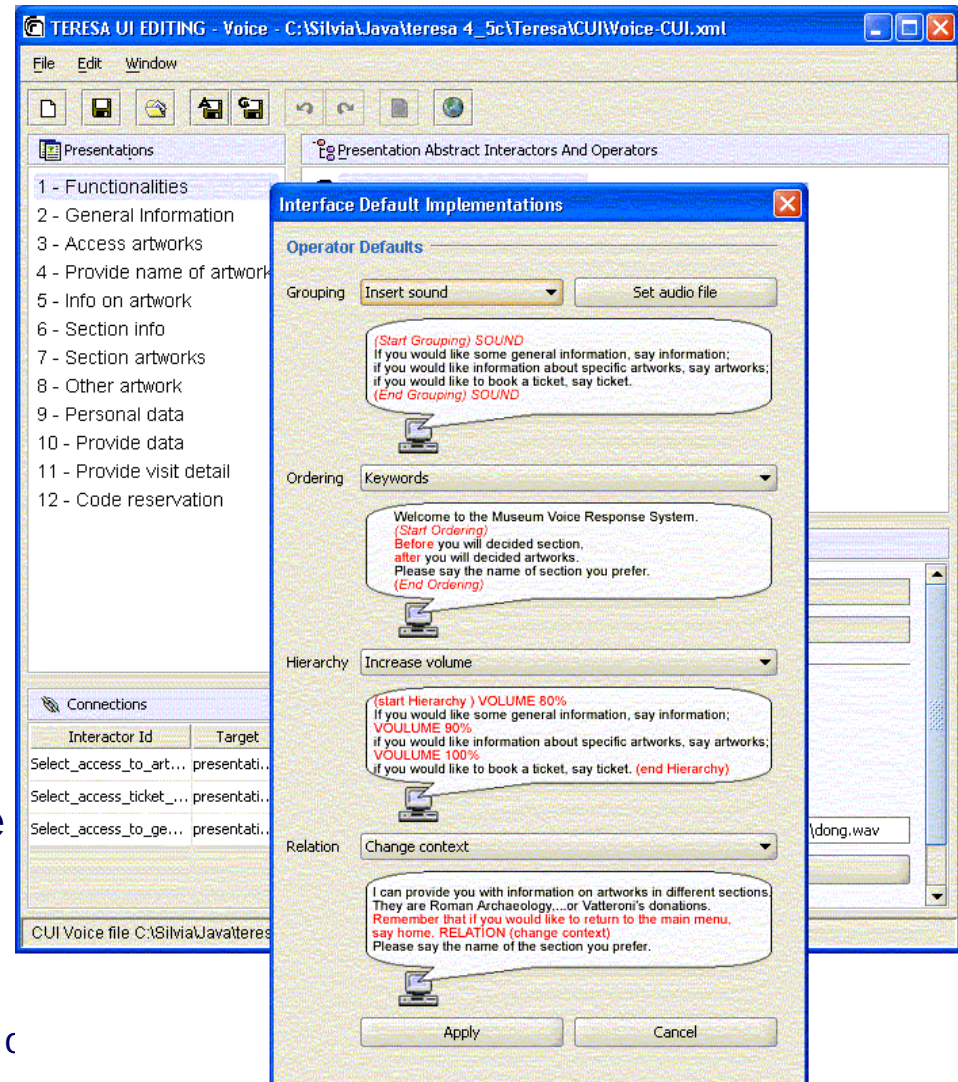 TERESA UI EDITING - Voice - C:\Silvia\Java\teresa 4_5c\Teresa\CUI\Voice-CUI.xml
File Edit Window
Presentations
Presentation Abstract Interactors And Operators
1 - Functionalities
2 - General Information
3 - Access artworks
4 - Provide name of artwork
5 - Info on artwork
6 - Section info
7 - Section artworks
8 - Other artwork
9 - Personal data
10 - Provide data
11 - Provide visit detail
12 - Code reservation
Connections
Interactor Id Target
Select_access_to_art... presentati...
Select_access_ticket_... presentati...
Select_access_to_ge... presentati...
CUI Voice file C:\Silvia\Java\teres
Interface Default Implementations
Operator Defaults
Grouping Insert sound Set audio file
(Start Grouping) SOUND
If you would like some general information, say information;
if you would like information about specific artworks, say artworks;
if you would like to book a ticket, say ticket.
(End Grouping) SOUND
Ordering Keywords
Welcome to the Museum Voice Response System.
(Start Ordering)
Before you will decided section,
after you will decided artworks.
Please say the name of section you prefer.
(End Ordering)
Hierarchy Increase volume
(start Hierarchy ) VOLUME 80%
If you would like some general information, say information;
VOULUME 90%
if you would like information about specific artworks, say artworks;
VOULUME 100%
if you would like to book a ticket, say ticket. (end Hierarchy)
Relation Change context
I can provide you with information on artworks in different sections.
They are Roman Archaeology,...or Vatteroni's donations.
Remember that if you would like to return to the main menu,
say home. RELATION (change context)
Please say the name of the section you prefer.
Apply Cancel
\dong.wav